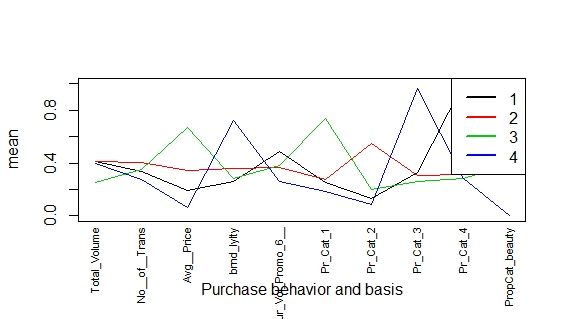 mean
0.8
0.4
0.0
1
2
3
4
Total_Volume
No__of__Trans
Avg__Price
brnd_lylty
ur_Vol_Promo_6__
Pr_Cat_1
Pr_Cat_2
Pr_Cat_3
Pr_Cat_4
PropCat_beauty
Purchase behavior and basis